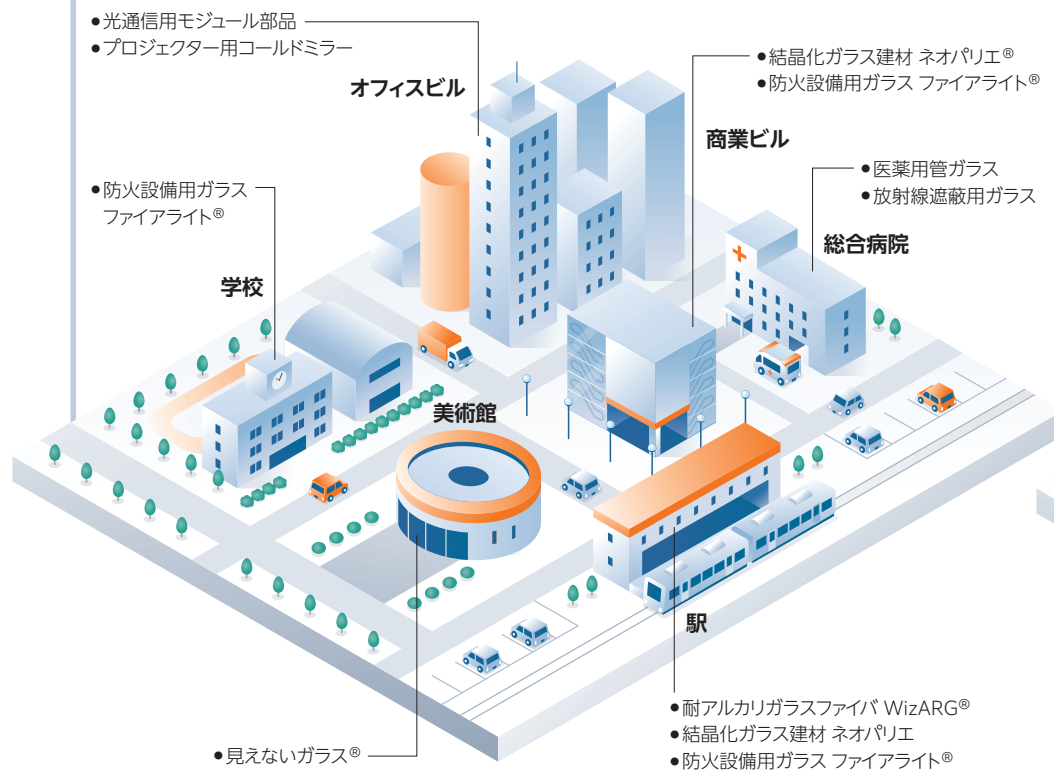 ●光通信用モジュール部品
●プロジェクター用コールドミラー
オフィスビル
●結晶化ガラス建材 ネオパリエ®
●防火設備用ガラス ファイアライト®
商業ビル
●防火設備用ガラス
ファイアライト®
学校
●医薬用管ガラス
●放射線遮蔽用ガラス
総合病院
美術館
駅
●見えないガラス®
●耐アルカリガラスファイバ WizARG®
●結晶化ガラス建材 ネオパリエ
●防火設備用ガラス ファイアライト®